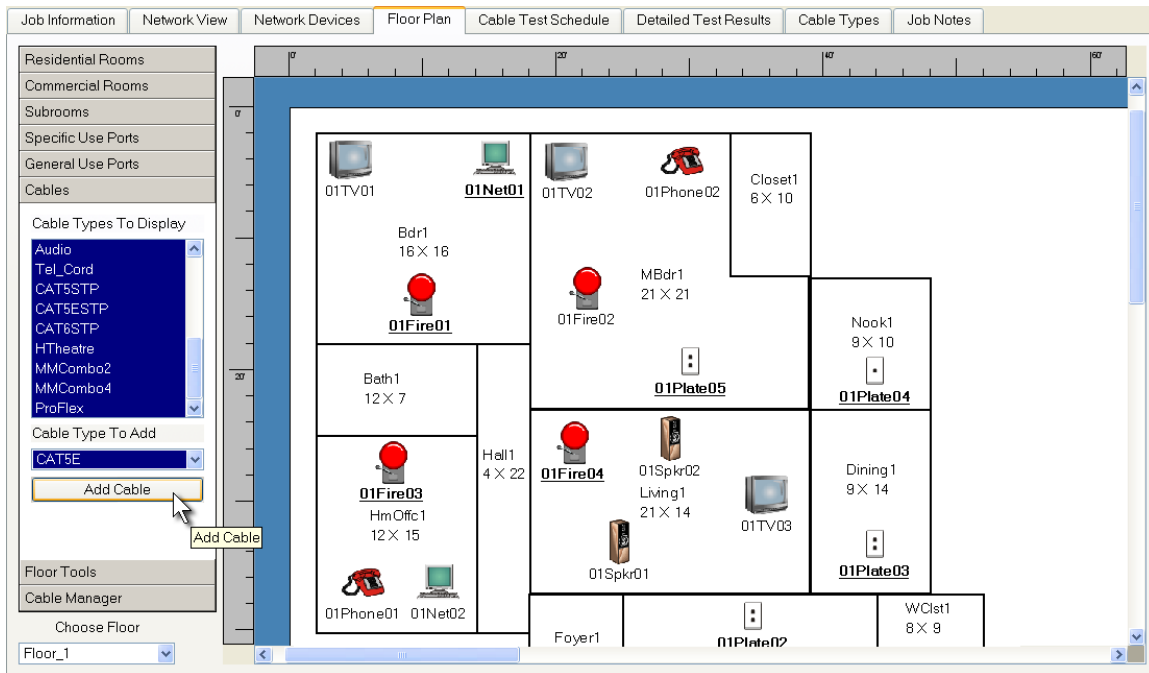 Job Information
Network View
Network Devices
Floor Plan
Cable Test Schedule
Detailed Test Results
Cable Types
Job Notes
Residential Rooms
Commercial Rooms
Subrooms
Specific Use Ports
General Use Ports
Cables
Cable Types To Display
Audio
Tel_Cord
CAT5STP
CAT5ESTP
CAT6STP
HTheatre
MMCombo2
MMCombo4
ProFlex
Cable Type To Add
CAT5E
Add Cable
Add Cable
Floor Tools
Cable Manager
Choose Floor
Floor_1
0'
20'
40'
60'
0'
20'
01TV01
01Net01
01TV02
01Phone02
Closet1
6 X 10
Bdr1
16 X 16
MBdr1
21 X 21
01Fire01
01Fire02
Nook1
9 X 10
01Plate05
01Plate04
Bath1
12 X 7
Hall1
4 X 22
01Fire03
HmOffc1
12 X 15
01Fire04
01Spkr02
Living1
21 X 14
01TV03
Dining1
9 X 14
01Spkr01
01Plate03
01Phone01
01Net02
Foyer1
01Plate02
WClst1
8 X 9